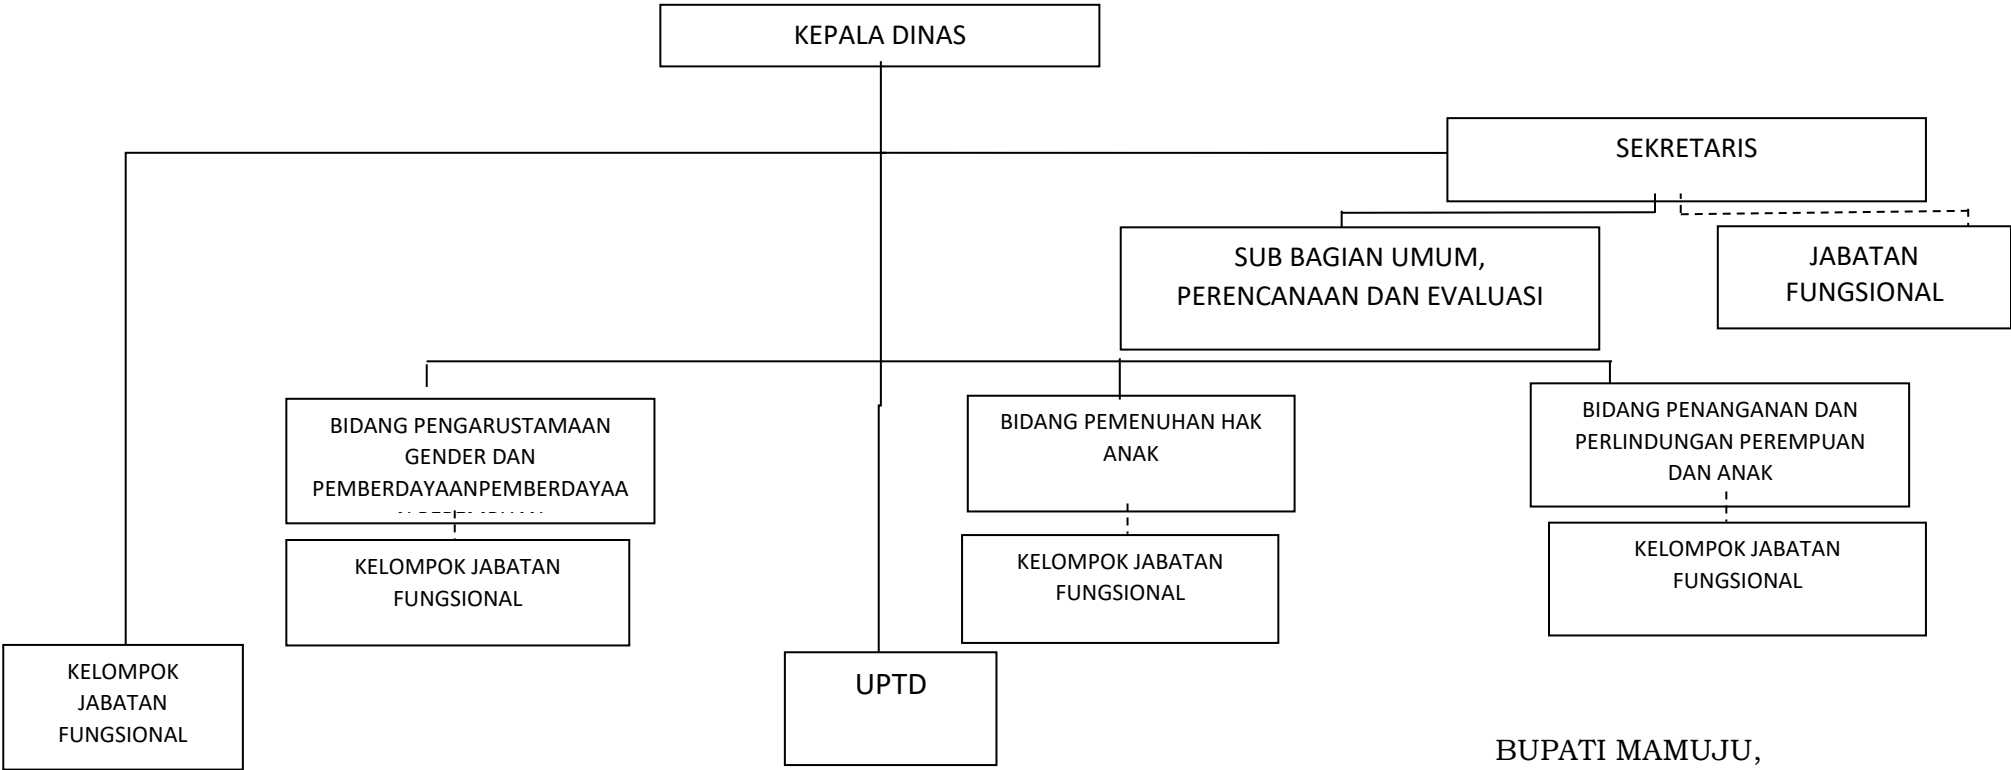 KEPALA DINAS
SEKRETARIS
SUB BAGIAN UMUM,
PERENCANAAN DAN EVALUASI
JABATAN
FUNGSIONAL
BIDANG PENGARUSTAMAAN
GENDER DAN
PEMBERDAYAANPEMBERDAYAA
BIDANG PEMENUHAN HAK
ANAK
BIDANG PENANGANAN DAN
PERLINDUNGAN PEREMPUAN
DAN ANAK
KELOMPOK JABATAN
FUNGSIONAL
KELOMPOK JABATAN
FUNGSIONAL
KELOMPOK JABATAN
FUNGSIONAL
KELOMPOK
JABATAN
FUNGSIONAL
UPTD
BUPATI MAMUJU,